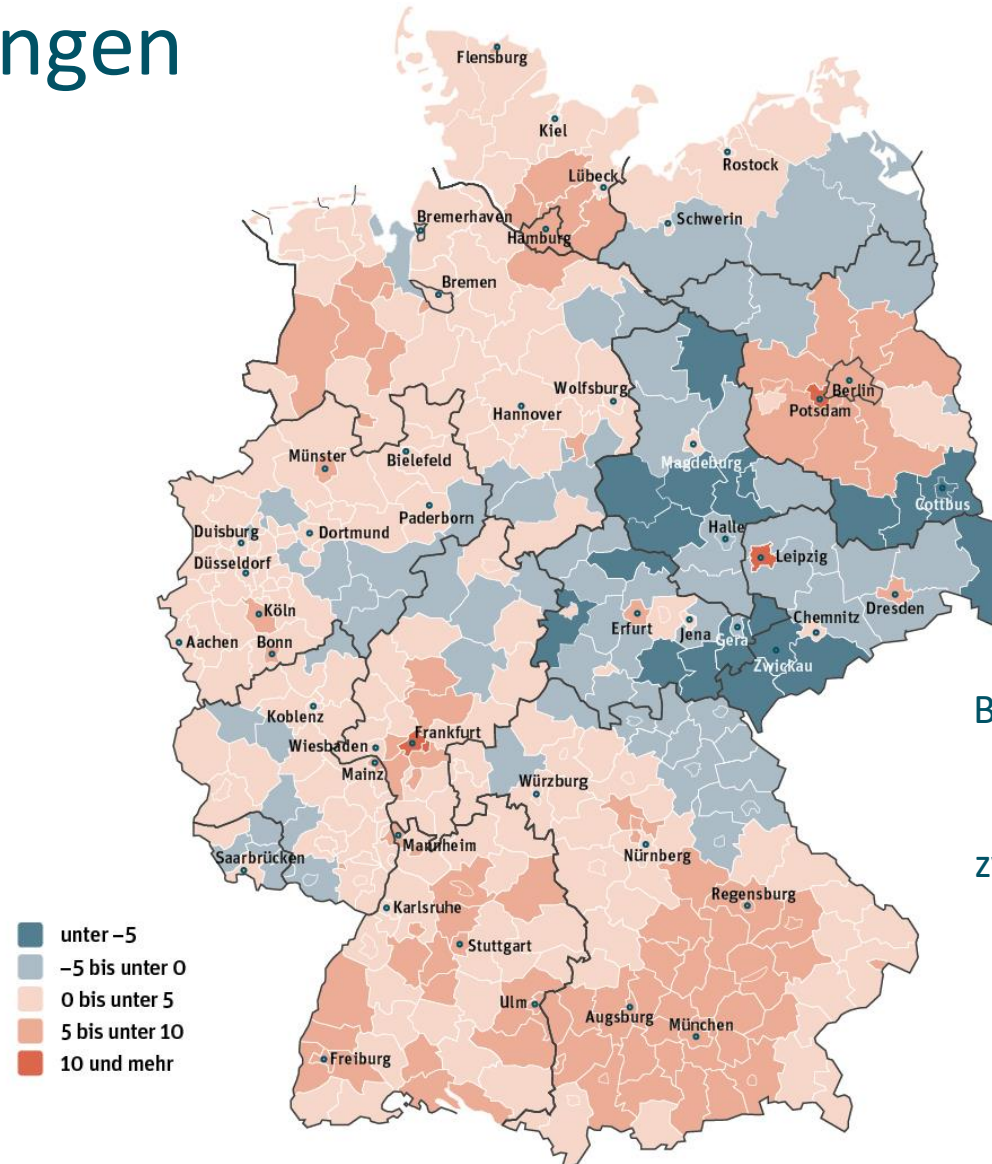 ngen
Flensburg
Kiel
Rostock
Lübeck
Schwerin
Bremerhaven
Hamburg
Bremen
Wolfsburg
Hannover
Berlin
Potsdam
Münster
Bielefeld
Magdeburg
Cottbus
Paderborn
Duisburg
Dortmund
Halle
Leipzig
Düsseldorf
Köln
Erfurt
Jena
Gera
Chemnitz
Dresden
Aachen
Bonn
Zwickau
Koblenz
B
Wiesbaden
Frankfurt
Mainz
Würzburg
Mannheim
Nürnberg
Saarbrücken
z
Regensburg
Karlsruhe
Stuttgart
Ulm
Augsburg
München
Freiburg
unter –5
–5 bis unter 0
0 bis unter 5
5 bis unter 10
10 und mehr